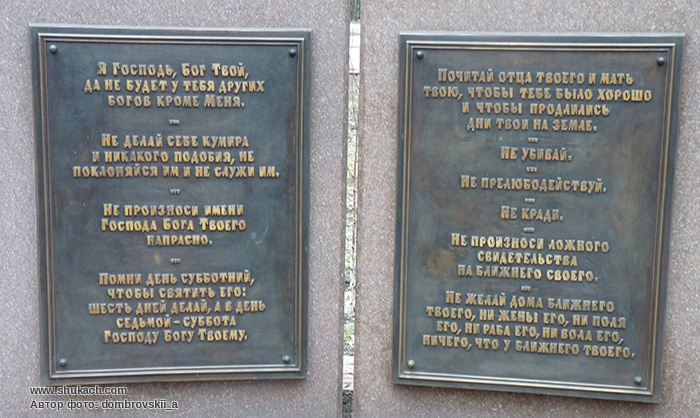 Я Господь, Бог Твой,
да не будет у тебя других
богов кроме Меня.
Не делай себе кумира
и никакого подобия, не
поклоняйся им и не служи им.
Не произноси имени
Господа Бога Твоего
напрасно.
Помни день субботний,
чтобы святить его:
шесть дней делай, а в день
седьмой – суббота
Господу Богу Твоему.
Почитай отца твоего и мать
твою, чтобы тебе было хорошо
и чтобы продлились
дни твои на земле.
Не убивай.
Не прелюбодействуй.
Не кради.
Не произноси ложного
свидетельства
на ближнего своего.
Не желай дома ближнего
твоего, ни жены его, ни поля
его, ни раба его, ни вола его,
ничего, что у ближнего твоего.
www.shukach.com
Автор фото: dombrovskii_a